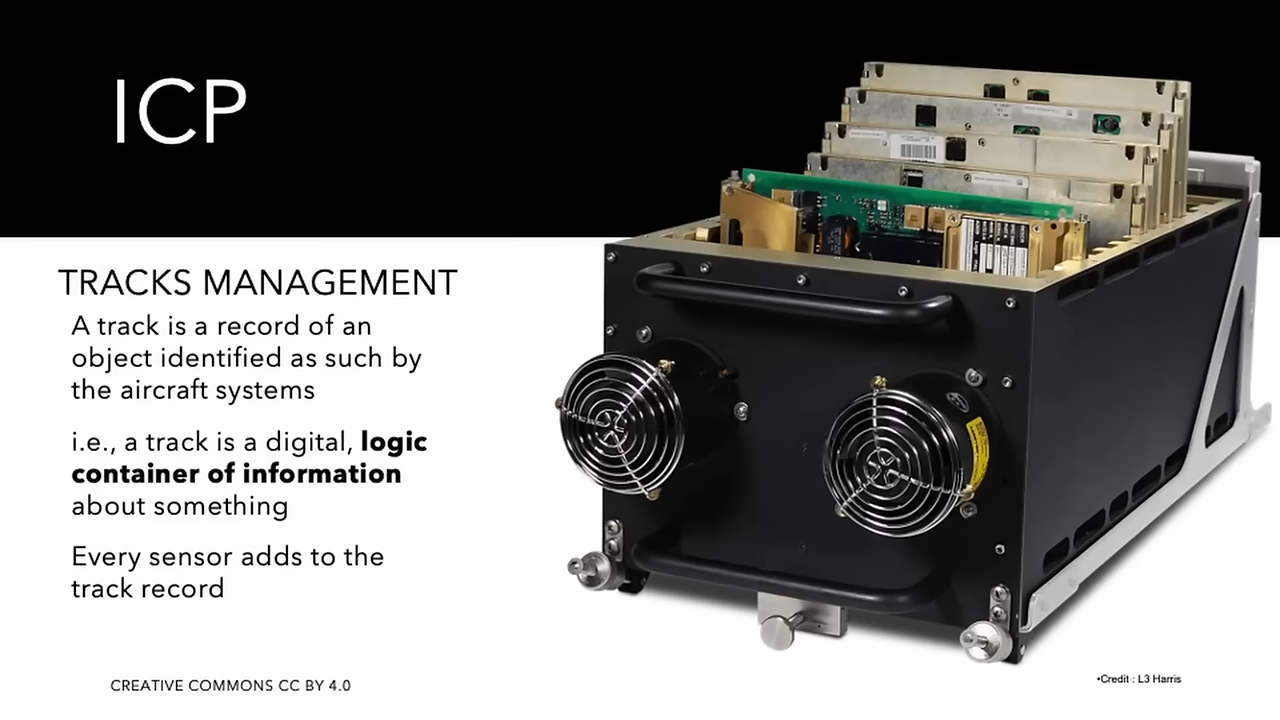 ICP
TRACKS MANAGEMENT
A track is a record of an
object identified as such by
the aircraft systems
i.e., a track is a digital, logic
container of information
about something
Every sensor adds to the
track record
CREATIVE COMMONS CC BY 4.0
•Credit : L3 Harris